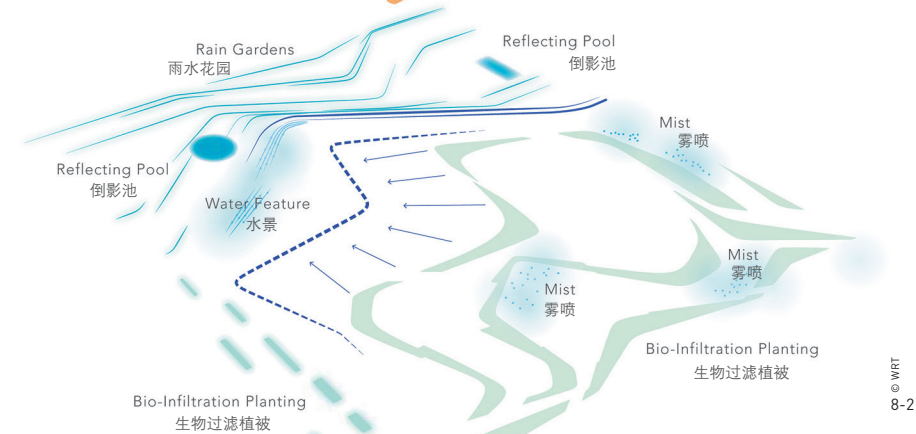 Reflecting Pool
倒影池
Rain Gardens
雨水花园
Mist
雾喷
Reflecting Pool
倒影池
Water Feature
水景
Mist
雾喷
Mist
雾喷
Bio-Infiltration Planting
生物过滤植被
Bio-Infiltration Planting
生物过滤植被
© WRT
8-2